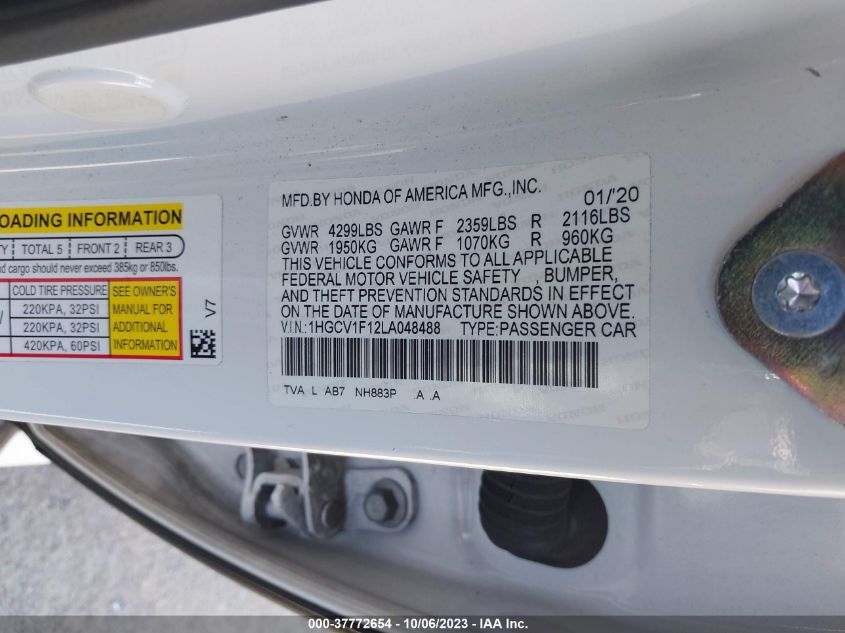 OADING INFORMATION
TY TOTAL 5 FRONT 2 REAR 3
nd cargo should never exceed 385kg or 850lbs.
COLD TIRE PRESSURE
220KPA, 32PSI
220KPA, 32PSI
420KPA, 60PSI
SEE OWNER'S
MANUAL FOR
ADDITIONAL
INFORMATION
V7
MFD.BY HONDA OF AMERICA MFG.,INC. 01/'20
GVWR 4299LBS GAWR F 2359LBS R 2116LBS
GVWR 1950KG GAWR F 1070KG R 960KG
THIS VEHICLE CONFORMS TO ALL APPLICABLE
FEDERAL MOTOR VEHICLE SAFETY , BUMPER,
AND THEFT PREVENTION STANDARDS IN EFFECT
ON THE DATE OF MANUFACTURE SHOWN ABOVE.
V.I.N.:1HGCV1F12LA048488 TYPE:PASSENGER CAR
TVA L AB7 NH883P .A .A
000-37772654 - 10/06/2023 - IAA Inc.